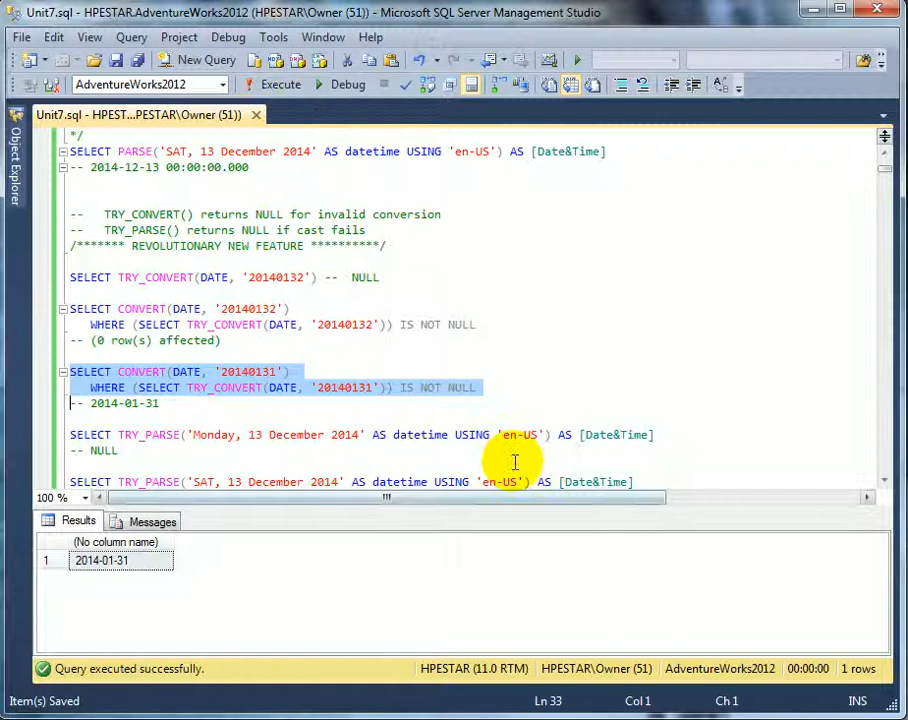 Unit7.sql - HPESTAR.AdventureWorks2012 (HPESTAR\Owner (51)) - Microsoft SQL Server Management Studio
File Edit View Query Project Debug Tools Window Help
New Query
AdventureWorks2012 Execute Debug
Unit7.sql - HPEST...PESTAR\Owner (51))
Object Explorer
*/
SELECT PARSE('SAT, 13 December 2014' AS datetime USING 'en-US') AS [Date&Time]
-- 2014-12-13 00:00:00.000
-- TRY_CONVERT() returns NULL for invalid conversion
-- TRY_PARSE() returns NULL if cast fails
/******* REVOLUTIONARY NEW FEATURE **********/
SELECT TRY_CONVERT(DATE, '20140132') -- NULL
SELECT CONVERT(DATE, '20140132')
WHERE (SELECT TRY_CONVERT(DATE, '20140132')) IS NOT NULL
-- (0 row(s) affected)
SELECT CONVERT(DATE, '20140131')
WHERE (SELECT TRY_CONVERT(DATE, '20140131')) IS NOT NULL
-- 2014-01-31
SELECT TRY_PARSE('Monday, 13 December 2014' AS datetime USING 'en-US') AS [Date&Time]
-- NULL
SELECT TRY_PARSE('SAT, 13 December 2014' AS datetime USING 'en-US') AS [Date&Time]
100 %
Results Messages
(No column name)
1 2014-01-31
Query executed successfully. HPESTAR (11.0 RTM) HPESTAR\Owner (51) AdventureWorks2012 00:00:00 1 rows
Item(s) Saved Ln 33 Col 1 Ch 1 INS